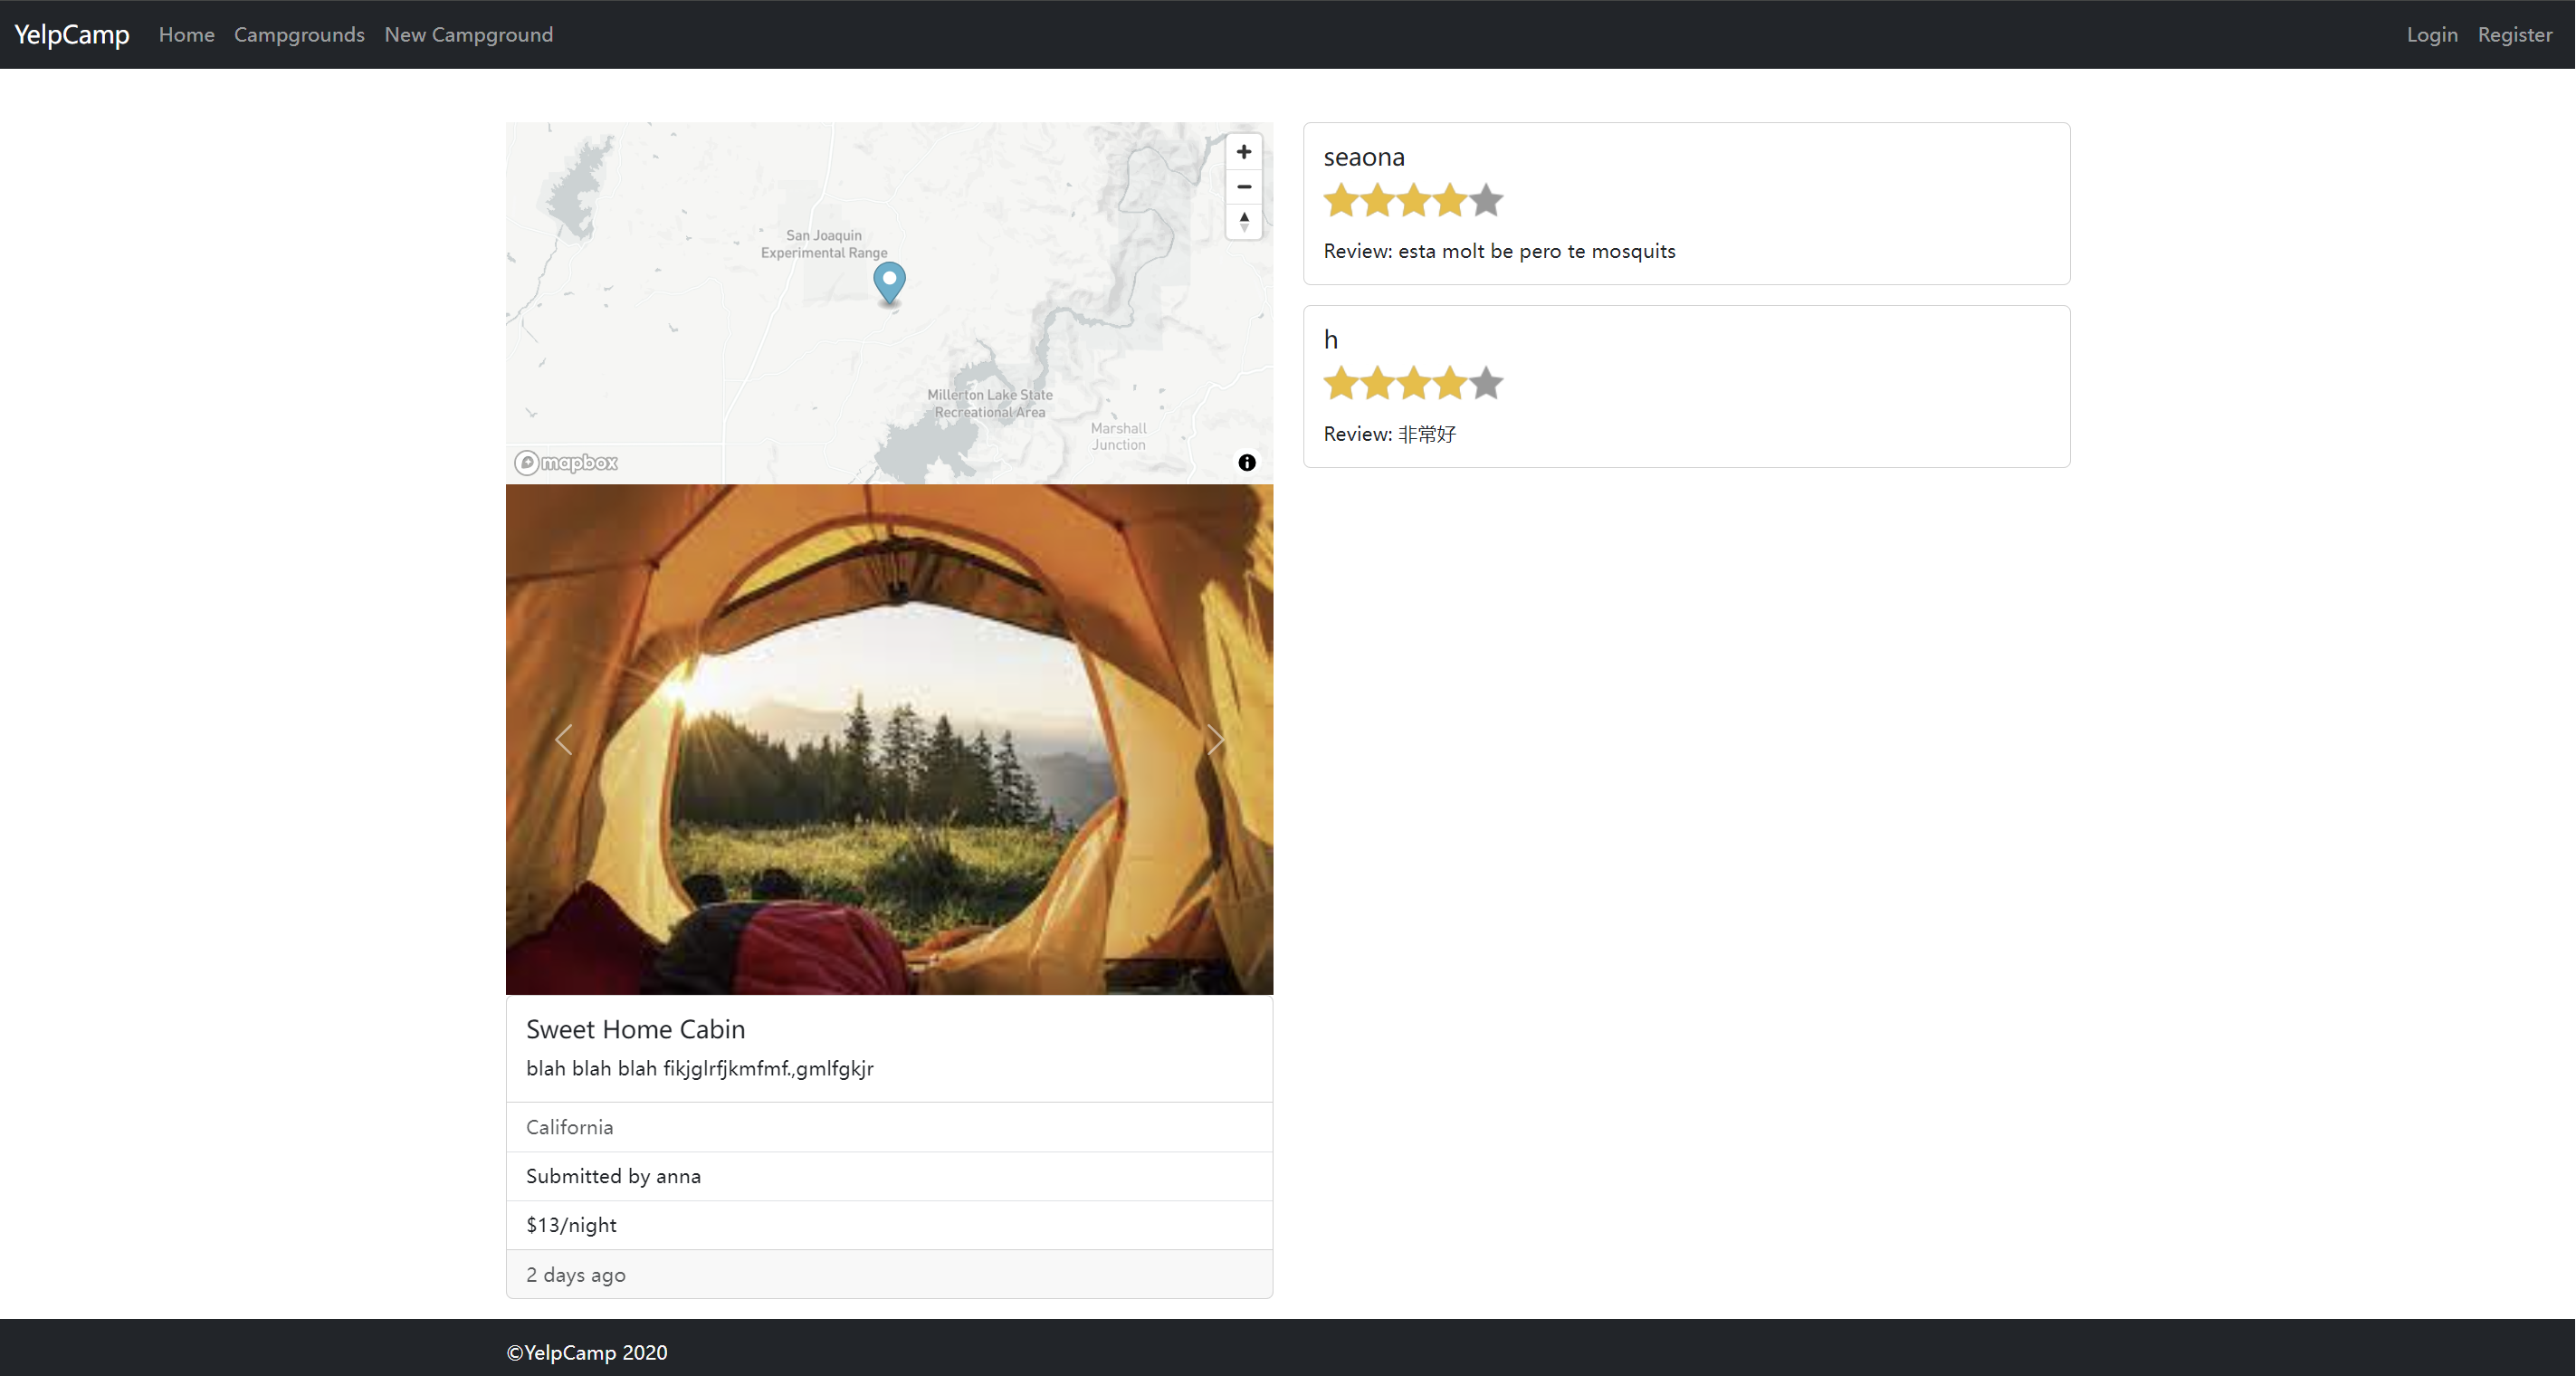 YelpCamp Home Campgrounds New Campground Login Register
San Joaquin
Experimental Range
Millerton Lake State
Recreational Area
Marshall
Junction
mapbox
Sweet Home Cabin
blah blah blah fikjglrfjkmfmf.,gmlfgkjr
California
Submitted by anna
$13/night
2 days ago
seaona
Review: esta molt be pero te mosquits
h
Review: 非常好
©YelpCamp 2020